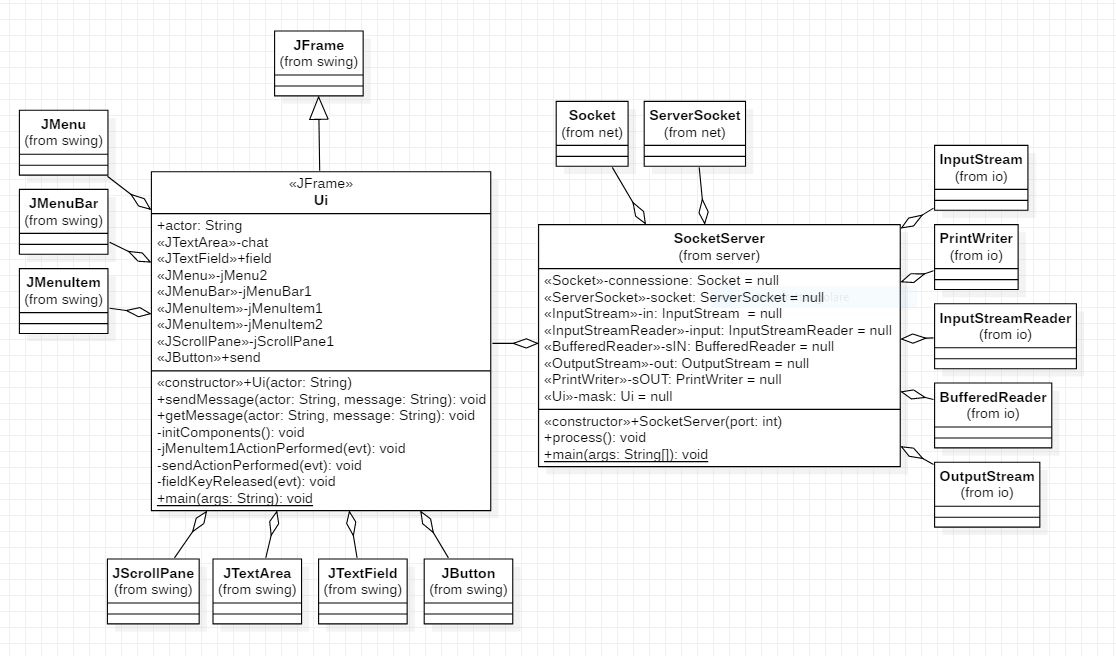 JFrame
(from swing)
JMenu
(from swing)
JMenuBar
(from swing)
JMenuItem
(from swing)
«JFrame»
Ui
+actor: String
«JTextArea»-chat
«JTextField»+field
«JMenu»-jMenu2
«JMenuBar»-jMenuBar1
«JMenuItem»-jMenuItem1
«JMenuItem»-jMenuItem2
«JScrollPane»-jScrollPane1
«JButton»+send
«constructor»+Ui(actor: String)
+sendMessage(actor: String, message: String): void
+getMessage(actor: String, message: String): void
-initComponents(): void
-jMenuItem1ActionPerformed(evt): void
-sendActionPerformed(evt): void
-fieldKeyReleased(evt): void
+main(args: String): void
JScrollPane
(from swing)
JTextArea
(from swing)
JTextField
(from swing)
JButton
(from swing)
Socket
(from net)
ServerSocket
(from net)
SocketServer
(from server)
«Socket»-connessione: Socket = null
«ServerSocket»-socket: ServerSocket = null
«InputStream»-in: InputStream = null
«InputStreamReader»-input: InputStreamReader = null
«BufferedReader»-sIN: BufferedReader = null
«OutputStream»-out: OutputStream = null
«PrintWriter»-sOUT: PrintWriter = null
«Ui»-mask: Ui = null
«constructor»+SocketServer(port: int)
+process(): void
+main(args: String[]): void
InputStream
(from io)
PrintWriter
(from io)
InputStreamReader
(from io)
BufferedReader
(from io)
OutputStream
(from io)